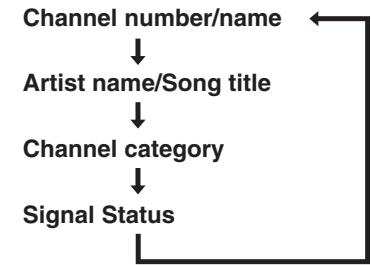 Channel number/name
Artist name/Song title
Channel category
Signal Status